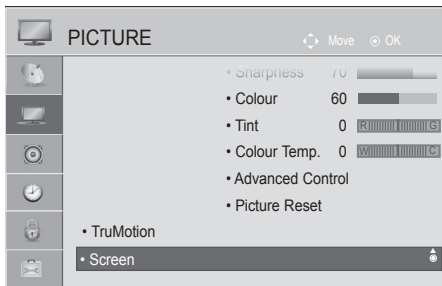 PICTURE Move OK
• Sharpness 70
• Colour 60
• Tint 0 R G
• Colour Temp. 0 W C
• Advanced Control
• Picture Reset
• TruMotion
• Screen